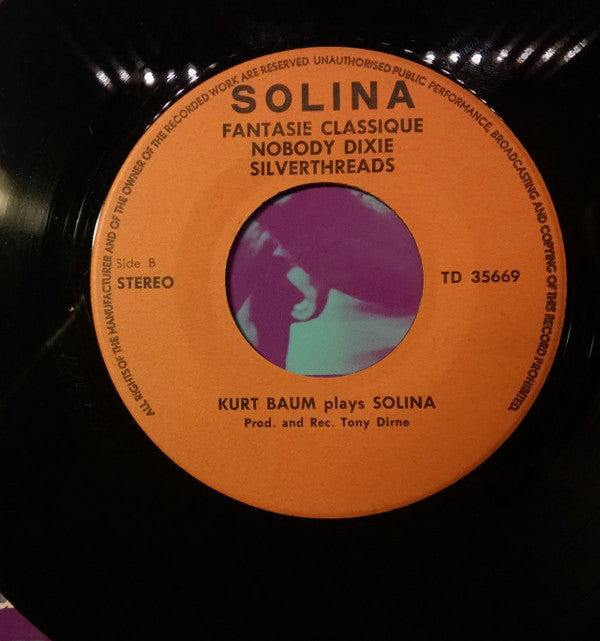 ALL RIGHTS OF THE MANUFACTURER AND OF THE OWNER OF THE RECORDED WORK ARE RESERVED UNAUTHORISED PUBLIC PERFORMANCE, BROADCASTING AND COPYING OF THIS RECORD PROHIBITED.
SOLINA
FANTASIE CLASSIQUE
NOBODY DIXIE
SILVERTHREADS
Side B
STEREO
TD 35669
KURT BAUM plays SOLINA
Prod. and Rec. Tony Dirne